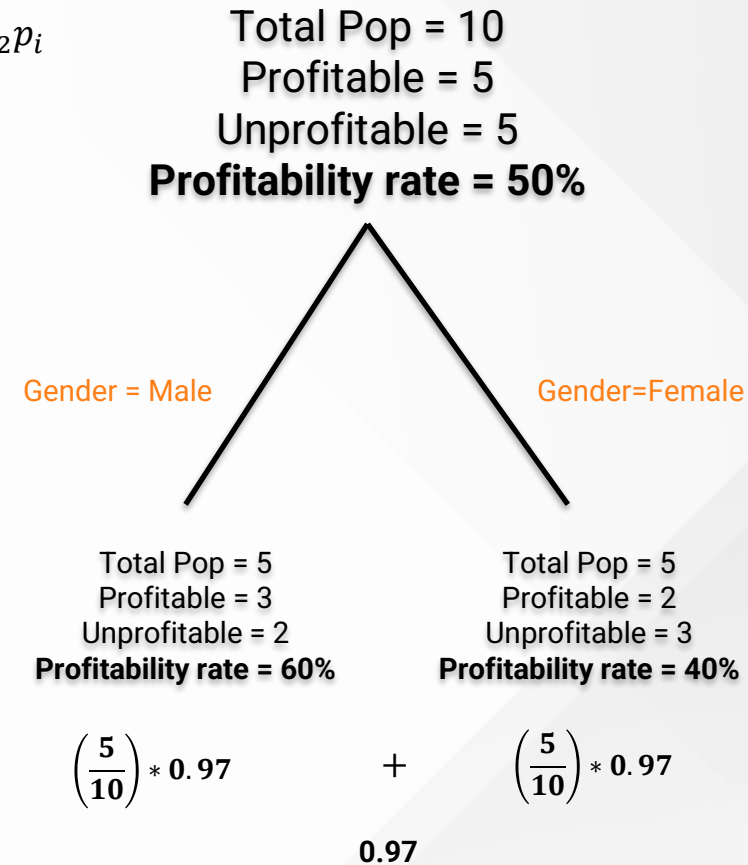 ₂pᵢ
Total Pop = 10
Profitable = 5
Unprofitable = 5
Profitability rate = 50%
Gender = Male
Gender=Female
Total Pop = 5
Profitable = 3
Unprofitable = 2
Profitability rate = 60%
Total Pop = 5
Profitable = 2
Unprofitable = 3
Profitability rate = 40%
(5/10) * 0.97 + (5/10) * 0.97
0.97